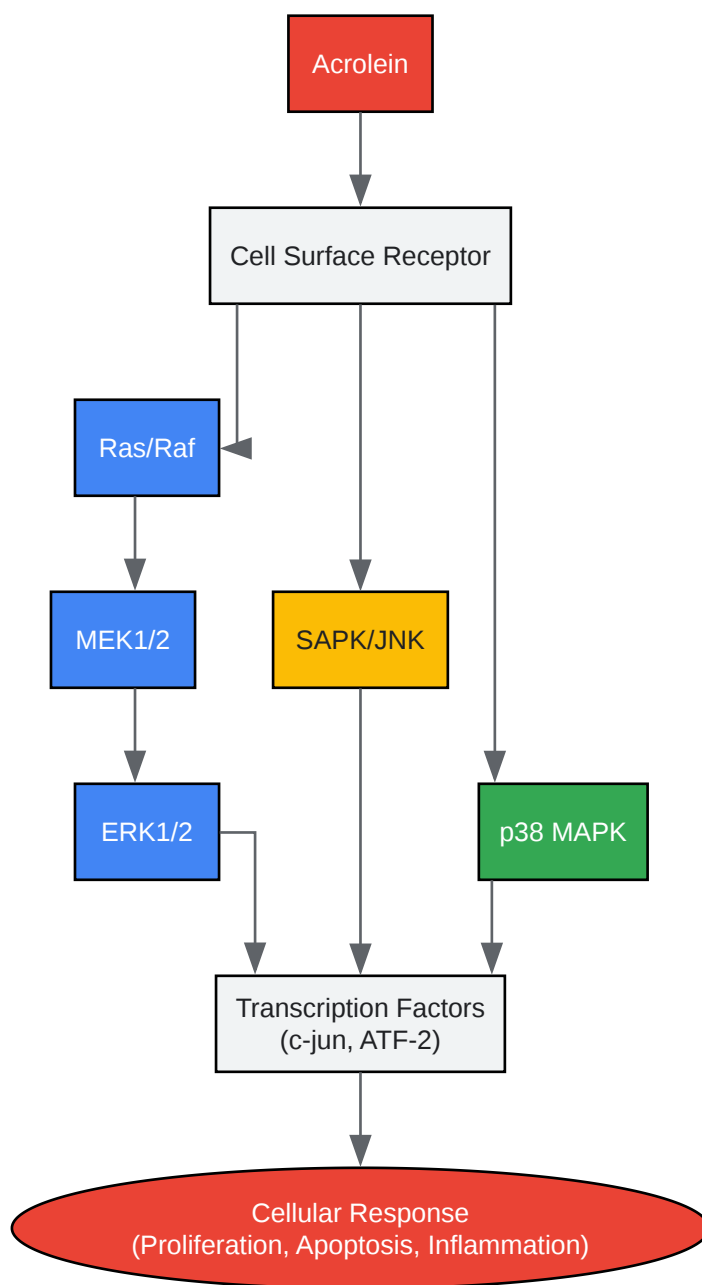 Acrolein
Cell Surface Receptor
Ras/Raf
MEK1/2
SAPK/JNK
ERK1/2
p38 MAPK
Transcription Factors
(c-jun, ATF-2)
Cellular Response
(Proliferation, Apoptosis, Inflammation)